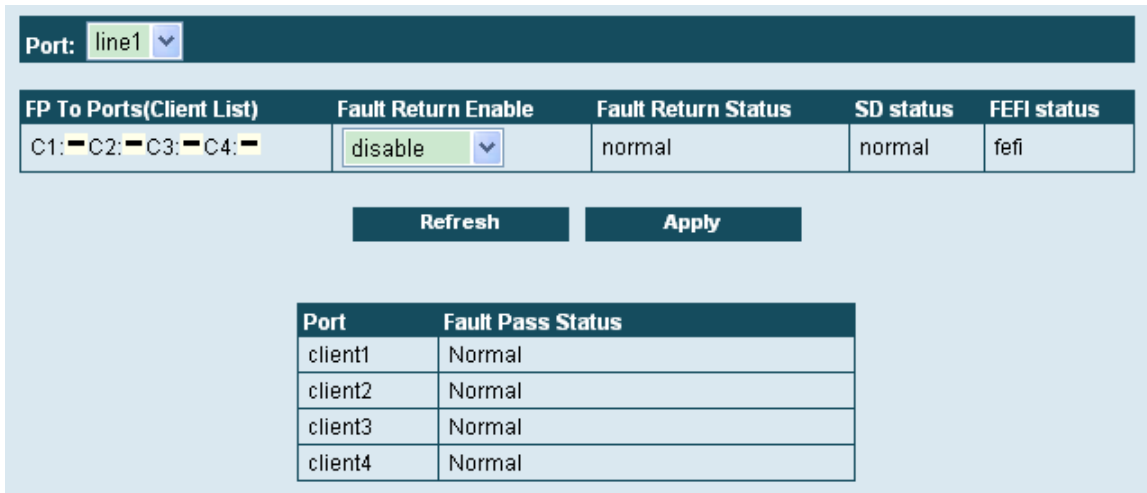 Port: line1
FP To Ports(Client List) Fault Return Enable Fault Return Status SD status FEFI status
C1:- C2:- C3:- C4:- disable normal normal fefi
Refresh Apply
Port Fault Pass Status
client1 Normal
client2 Normal
client3 Normal
client4 Normal